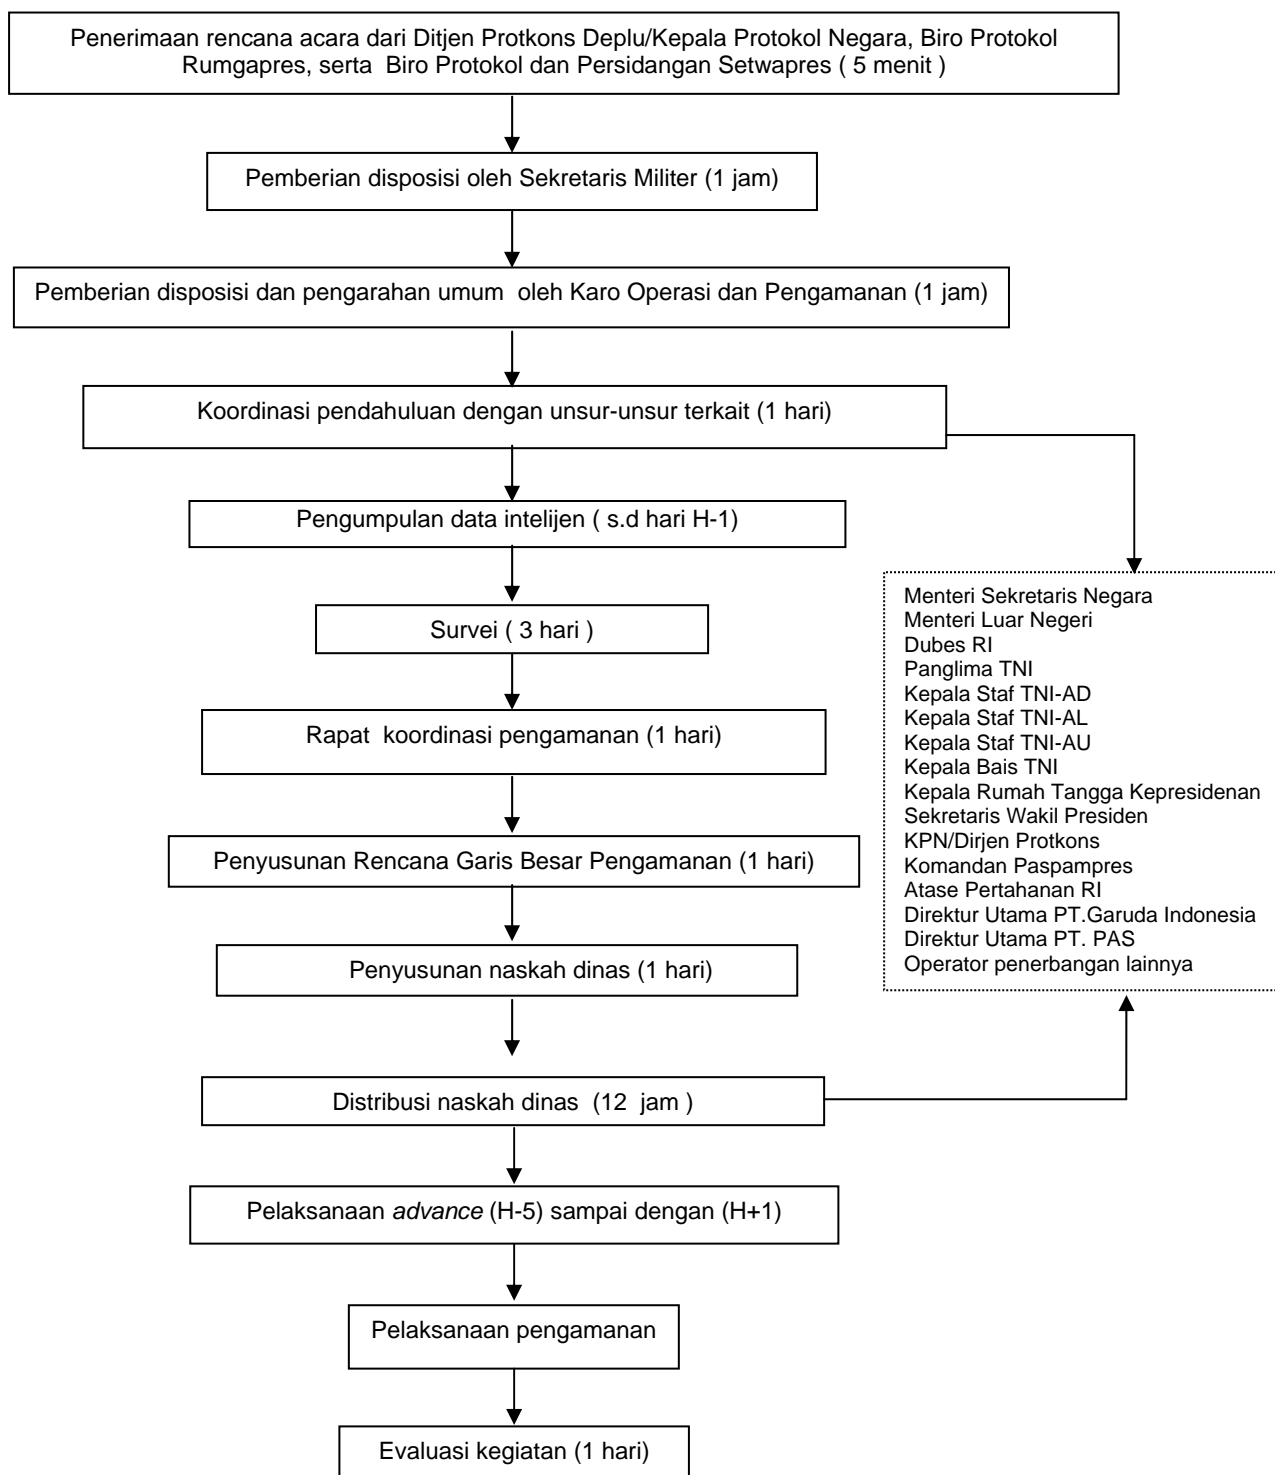 Penerimaan rencana acara dari Ditjen Protkons Deplu/Kepala Protokol Negara, Biro Protokol
Rumgapres, serta  Biro Protokol dan Persidangan Setwapres ( 5 menit )
Pemberian disposisi oleh Sekretaris Militer (1 jam)
Pemberian disposisi dan pengarahan umum  oleh Karo Operasi dan Pengamanan (1 jam)
Koordinasi pendahuluan dengan unsur-unsur terkait (1 hari)
Pengumpulan data intelijen ( s.d hari H-1)
Survei ( 3 hari )
Rapat  koordinasi pengamanan (1 hari)
Penyusunan Rencana Garis Besar Pengamanan (1 hari)
Penyusunan naskah dinas (1 hari)
Distribusi naskah dinas  (12  jam )
Pelaksanaan advance (H-5) sampai dengan (H+1)
Pelaksanaan pengamanan
Evaluasi kegiatan (1 hari)
Menteri Sekretaris Negara
Menteri Luar Negeri
Dubes RI
Panglima TNI
Kepala Staf TNI-AD
Kepala Staf TNI-AL
Kepala Staf TNI-AU
Kepala Bais TNI
Kepala Rumah Tangga Kepresidenan
Sekretaris Wakil Presiden
KPN/Dirjen Protkons
Komandan Paspampres
Atase Pertahanan RI
Direktur Utama PT.Garuda Indonesia
Direktur Utama PT. PAS
Operator penerbangan lainnya